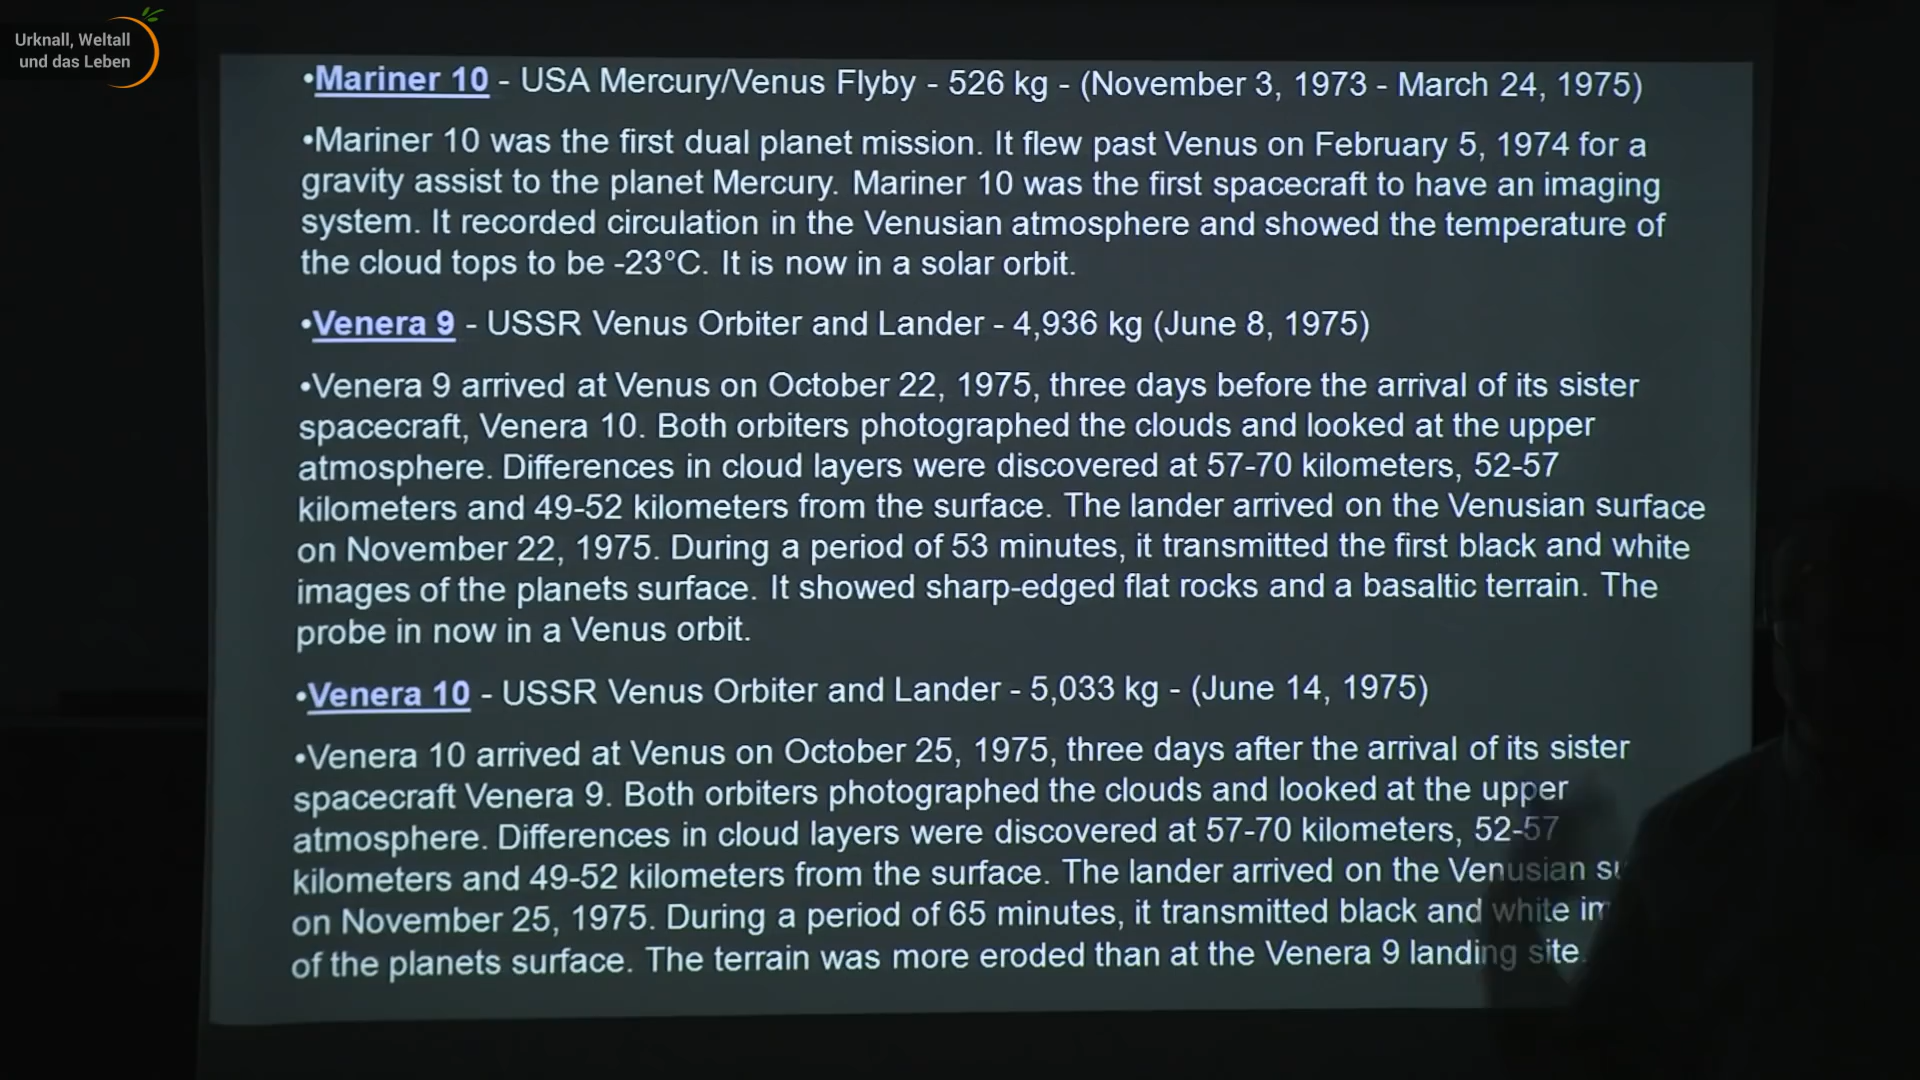 Urknall, Weltall
und das Leben
•Mariner 10 - USA Mercury/Venus Flyby - 526 kg - (November 3, 1973 - March 24, 1975)
•Mariner 10 was the first dual planet mission. It flew past Venus on February 5, 1974 for a
gravity assist to the planet Mercury. Mariner 10 was the first spacecraft to have an imaging
system. It recorded circulation in the Venusian atmosphere and showed the temperature of
the cloud tops to be -23°C. It is now in a solar orbit.
•Venera 9 - USSR Venus Orbiter and Lander - 4,936 kg (June 8, 1975)
•Venera 9 arrived at Venus on October 22, 1975, three days before the arrival of its sister
spacecraft, Venera 10. Both orbiters photographed the clouds and looked at the upper
atmosphere. Differences in cloud layers were discovered at 57-70 kilometers, 52-57
kilometers and 49-52 kilometers from the surface. The lander arrived on the Venusian surface
on November 22, 1975. During a period of 53 minutes, it transmitted the first black and white
images of the planets surface. It showed sharp-edged flat rocks and a basaltic terrain. The
probe in now in a Venus orbit.
•Venera 10 - USSR Venus Orbiter and Lander - 5,033 kg - (June 14, 1975)
•Venera 10 arrived at Venus on October 25, 1975, three days after the arrival of its sister
spacecraft Venera 9. Both orbiters photographed the clouds and looked at the upper
atmosphere. Differences in cloud layers were discovered at 57-70 kilometers, 52-57
kilometers and 49-52 kilometers from the surface. The lander arrived on the Venusian
on November 25, 1975. During a period of 65 minutes, it transmitted black and white
of the planets surface. The terrain was more eroded than at the Venera 9 landing site.